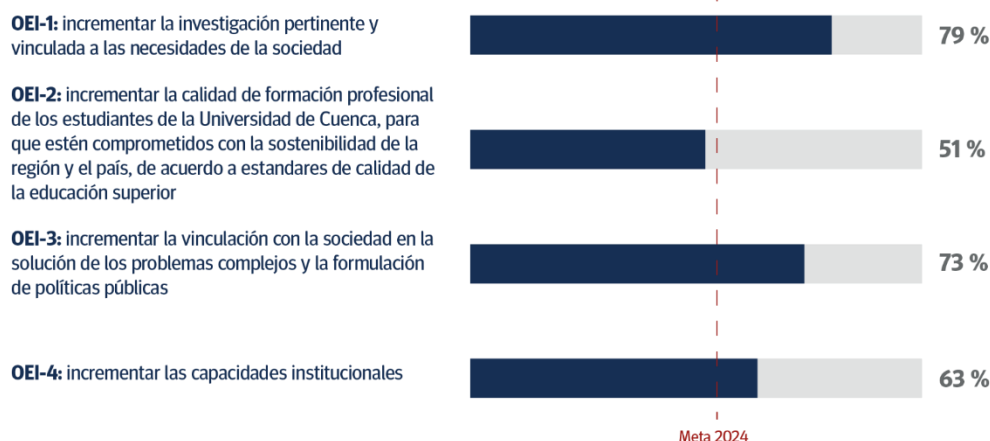 OEI-1: incrementar la investigación pertinente y
vinculada a las necesidades de la sociedad
79 %
OEI-2: incrementar la calidad de formación profesional
de los estudiantes de la Universidad de Cuenca, para
que estén comprometidos con la sostenibilidad de la
región y el país, de acuerdo a estandares de calidad de
la educación superior
51 %
OEI-3: incrementar la vinculación con la sociedad en la
solución de los problemas complejos y la formulación
de políticas públicas
73 %
OEI-4: incrementar las capacidades institucionales
63 %
Meta 2024